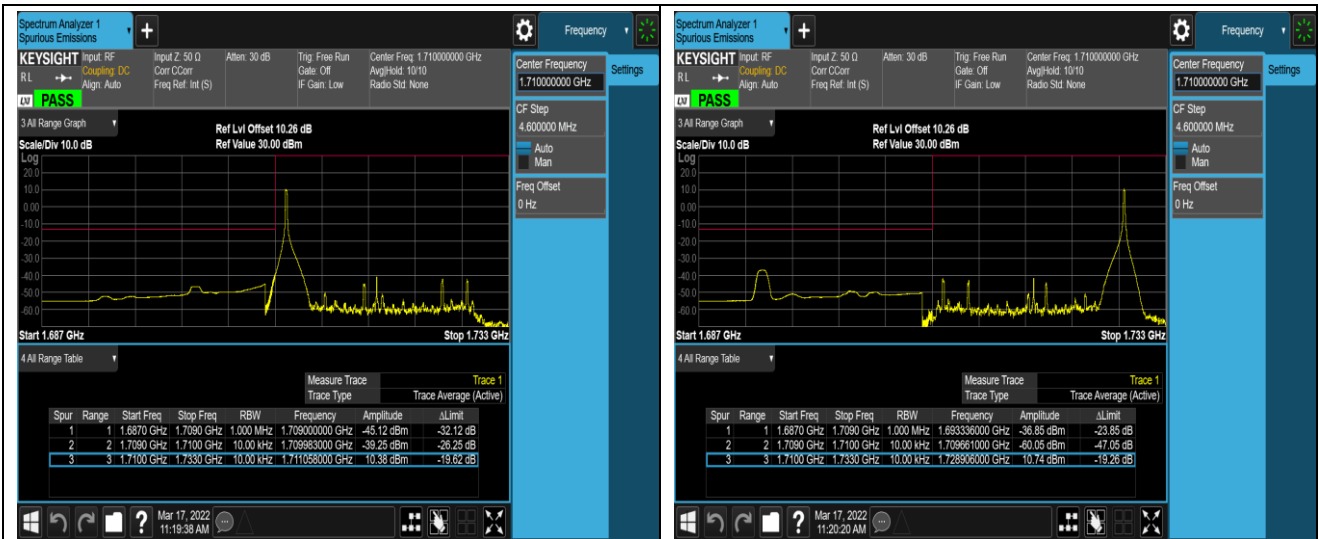 Spectrum Analyzer 1
Spurious Emissions
Frequency
KEYSIGHT Input: RF Input Z: 50 Ω Atten: 30 dB Trig: Free Run Center Freq: 1.710000000 GHz
RL Coupling: DC Corr CCorr Gate: Off Avg|Hold: 10/10
Align: Auto Freq Ref: Int (S) IF Gain: Low Radio Std: None
LXI PASS
Center Frequency
1.710000000 GHz
Settings
CF Step
4.600000 MHz
Auto
Man
Freq Offset
0 Hz
3 All Range Graph
Ref Lvl Offset 10.26 dB
Scale/Div 10.0 dB Ref Value 30.00 dBm
Log
20.0
10.0
0.00
-10.0
-20.0
-30.0
-40.0
-50.0
-60.0
Start 1.687 GHz Stop 1.733 GHz
4 All Range Table
Measure Trace Trace 1
Trace Type Trace Average (Active)
Spur Range Start Freq Stop Freq RBW Frequency Amplitude ΔLimit
1 1 1.6870 GHz 1.7090 GHz 1.000 MHz 1.709000000 GHz -45.12 dBm -32.12 dB
2 2 1.7090 GHz 1.7100 GHz 10.00 kHz 1.709983000 GHz -39.25 dBm -26.25 dB
3 3 1.7100 GHz 1.7330 GHz 10.00 kHz 1.711058000 GHz 10.38 dBm -19.62 dB
Mar 17, 2022
11:19:38 AM
Spectrum Analyzer 1
Spurious Emissions
Frequency
KEYSIGHT Input: RF Input Z: 50 Ω Atten: 30 dB Trig: Free Run Center Freq: 1.710000000 GHz
RL Coupling: DC Corr CCorr Gate: Off Avg|Hold: 10/10
Align: Auto Freq Ref: Int (S) IF Gain: Low Radio Std: None
LXI PASS
Center Frequency
1.710000000 GHz
Settings
CF Step
4.600000 MHz
Auto
Man
Freq Offset
0 Hz
3 All Range Graph
Ref Lvl Offset 10.26 dB
Scale/Div 10.0 dB Ref Value 30.00 dBm
Log
20.0
10.0
0.00
-10.0
-20.0
-30.0
-40.0
-50.0
-60.0
Start 1.687 GHz Stop 1.733 GHz
4 All Range Table
Measure Trace Trace 1
Trace Type Trace Average (Active)
Spur Range Start Freq Stop Freq RBW Frequency Amplitude ΔLimit
1 1 1.6870 GHz 1.7090 GHz 1.000 MHz 1.693336000 GHz -36.85 dBm -23.85 dB
2 2 1.7090 GHz 1.7100 GHz 10.00 kHz 1.709661000 GHz -60.05 dBm -47.05 dB
3 3 1.7100 GHz 1.7330 GHz 10.00 kHz 1.728906000 GHz 10.74 dBm -19.26 dB
Mar 17, 2022
11:20:20 AM